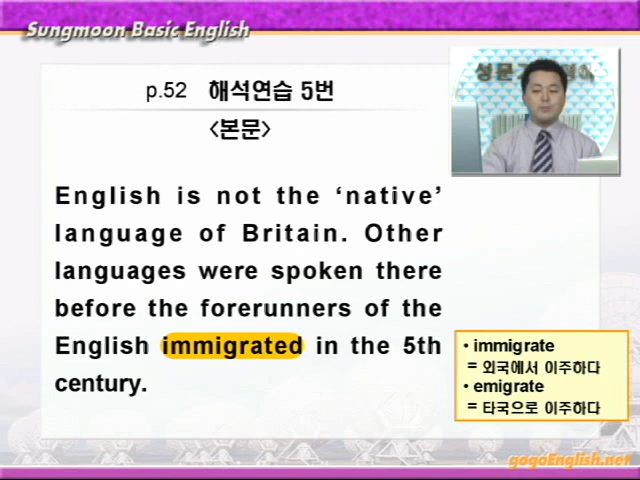 Sungmoon Basic English
p.52 해석연습 5번
<본문>
English is not the ‘native’
language of Britain. Other
languages were spoken there
before the forerunners of the
English immigrated in the 5th
century.
• immigrate
= 외국에서 이주하다
• emigrate
= 타국으로 이주하다
gogoEnglish.net